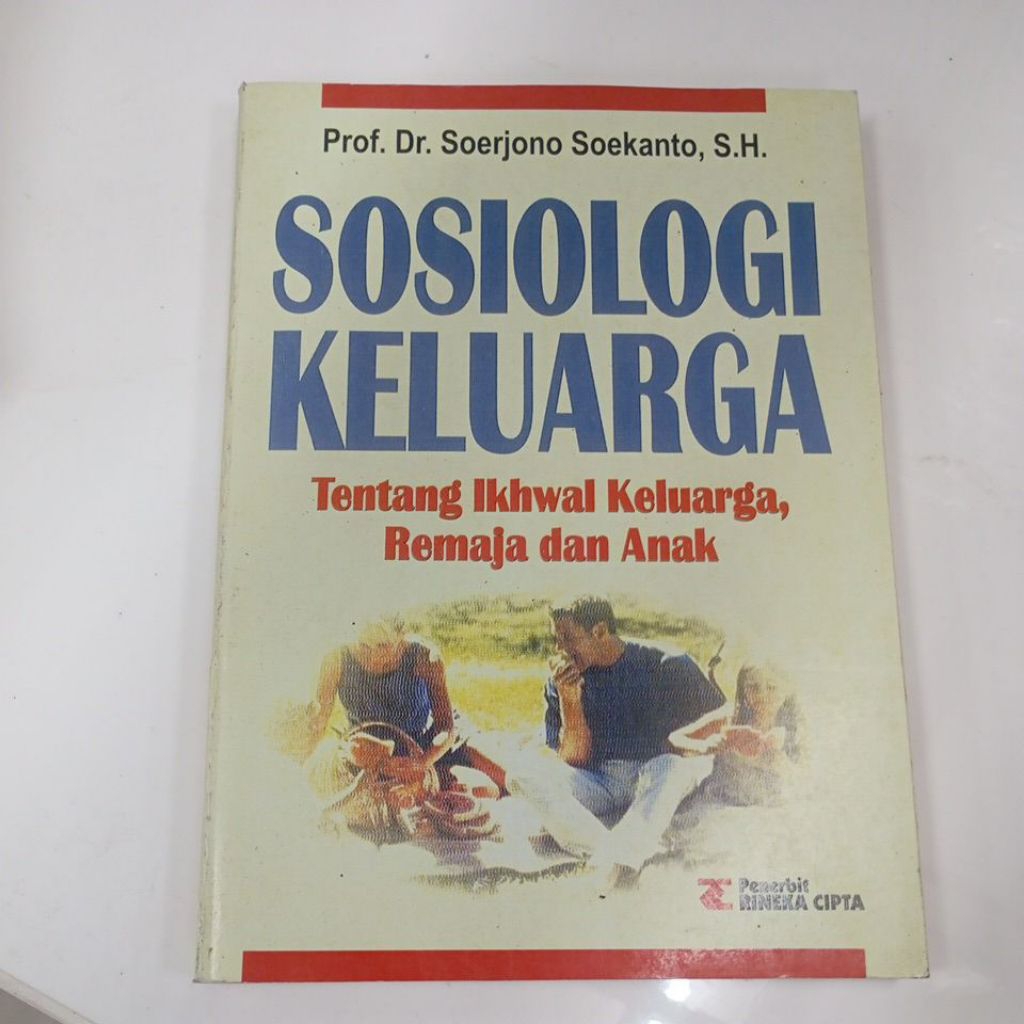 Prof. Dr. Soerjono Soekanto, S.H.
SOSIOLOGI
KELUARGA
Tentang Ikhwal Keluarga,
Remaja dan Anak
Penerbit
RINEKA CIPTA